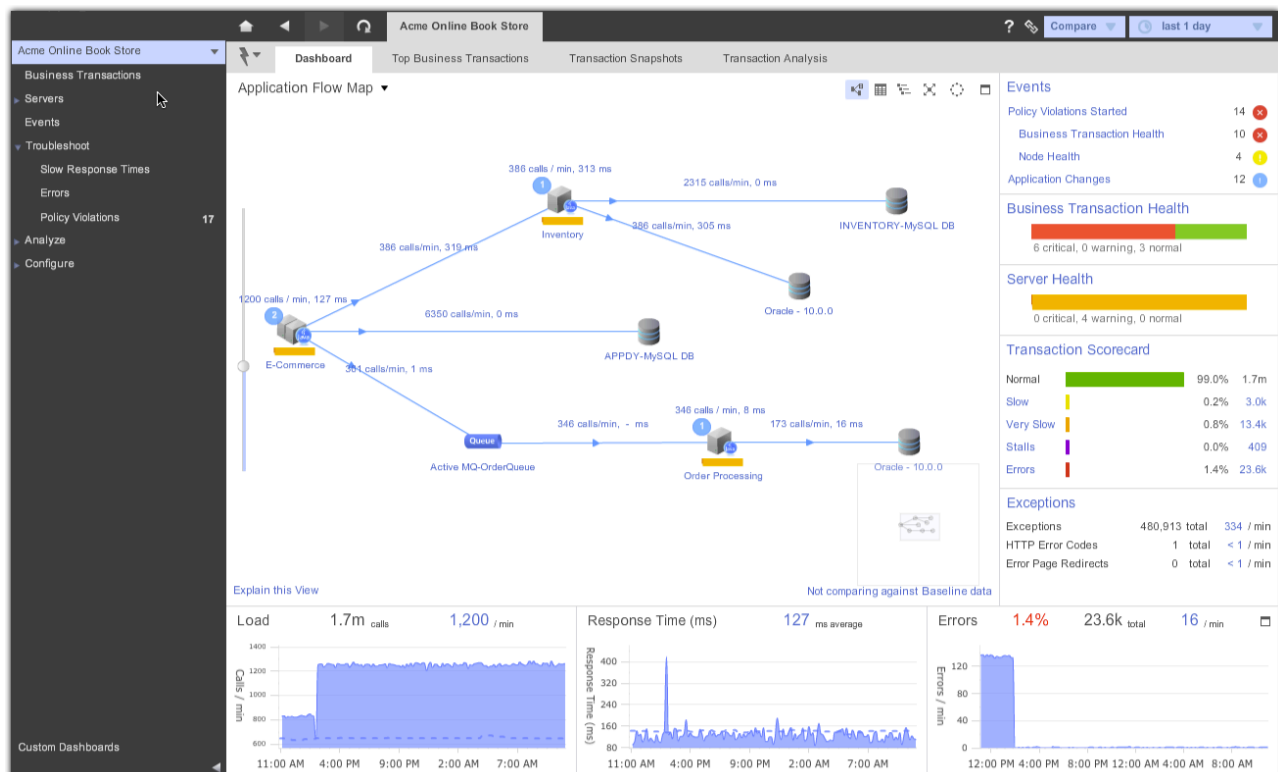 Acme Online Book Store
? Compare last 1 day
Acme Online Book Store
Dashboard Top Business Transactions Transaction Snapshots Transaction Analysis
Business Transactions
Servers
Events
Troubleshoot
Slow Response Times
Errors
Policy Violations 17
Analyze
Configure
Custom Dashboards
Application Flow Map
386 calls / min, 313 ms
1
Inventory
2315 calls/min, 0 ms
INVENTORY-MySQL DB
386 calls/min, 305 ms
Oracle - 10.0.0
386 calls/min, 319 ms
1200 calls / min, 127 ms
2
E-Commerce
6350 calls/min, 0 ms
APPDY-MySQL DB
calls/min, 1 ms
Queue
Active MQ-OrderQueue
346 calls/min, - ms
346 calls / min, 8 ms
1
Order Processing
173 calls/min, 16 ms
Oracle - 10.0.0
Explain this View
Not comparing against Baseline data
Events
Policy Violations Started 14
Business Transaction Health 10
Node Health 4
Application Changes 12
Business Transaction Health
6 critical, 0 warning, 3 normal
Server Health
0 critical, 4 warning, 0 normal
Transaction Scorecard
Normal 99.0% 1.7m
Slow 0.2% 3.0k
Very Slow 0.8% 13.4k
Stalls 0.0% 409
Errors 1.4% 23.6k
Exceptions
Exceptions 480,913 total 334 / min
HTTP Error Codes 1 total < 1 / min
Error Page Redirects 0 total < 1 / min
Load 1.7m calls 1,200 / min
Calls / min
1400
1200
1000
800
600
11:00 AM 4:00 PM 9:00 PM 2:00 AM 7:00 AM
Response Time (ms) 127 ms average
Response Time (ms)
400
320
240
160
80
11:00 AM 4:00 PM 9:00 PM 2:00 AM 7:00 AM
Errors 1.4% 23.6k total 16 / min
Errors / min
120
80
40
0
12:00 PM 4:00 PM 8:00 PM 12:00 AM 4:00 AM 8:00 AM